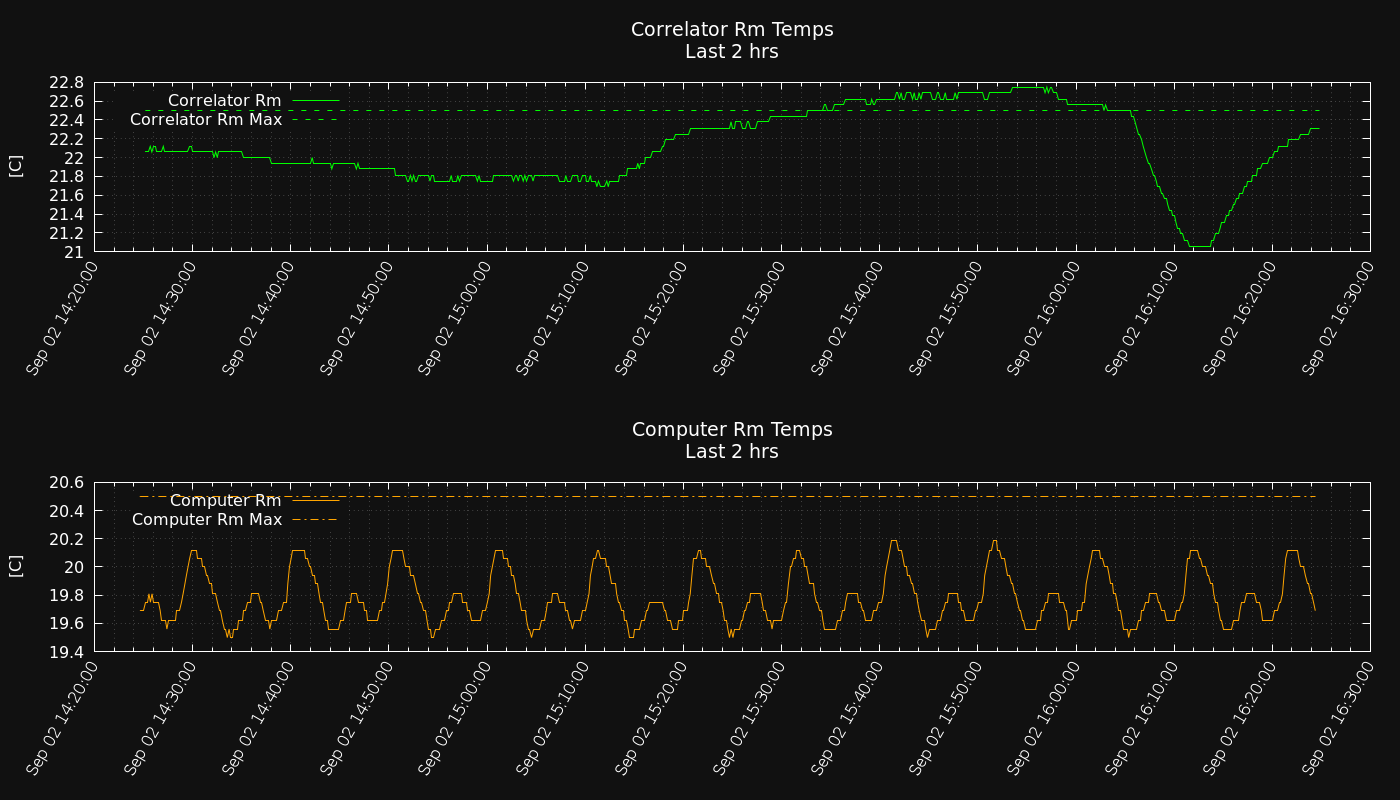 Correlator Rm Temps
Last 2 hrs
22.8
22.6
22.4
22.2
22
21.8
21.6
21.4
21.2
21
[C]
Correlator Rm
Correlator Rm Max
Sep 02 14:20:00
Sep 02 14:30:00
Sep 02 14:40:00
Sep 02 14:50:00
Sep 02 15:00:00
Sep 02 15:10:00
Sep 02 15:20:00
Sep 02 15:30:00
Sep 02 15:40:00
Sep 02 15:50:00
Sep 02 16:00:00
Sep 02 16:10:00
Sep 02 16:20:00
Sep 02 16:30:00
Computer Rm Temps
Last 2 hrs
20.6
20.4
20.2
20
19.8
19.6
19.4
[C]
Computer Rm
Computer Rm Max
Sep 02 14:20:00
Sep 02 14:30:00
Sep 02 14:40:00
Sep 02 14:50:00
Sep 02 15:00:00
Sep 02 15:10:00
Sep 02 15:20:00
Sep 02 15:30:00
Sep 02 15:40:00
Sep 02 15:50:00
Sep 02 16:00:00
Sep 02 16:10:00
Sep 02 16:20:00
Sep 02 16:30:00